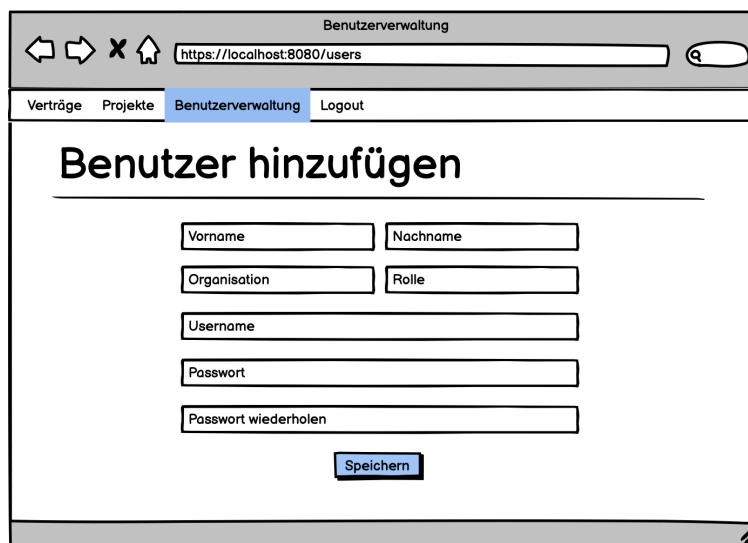 Benutzerverwaltung
https://localhost:8080/users
Verträge Projekte Benutzerverwaltung Logout
Benutzer hinzufügen
Vorname Nachname
Organisation Rolle
Username
Passwort
Passwort wiederholen
Speichern